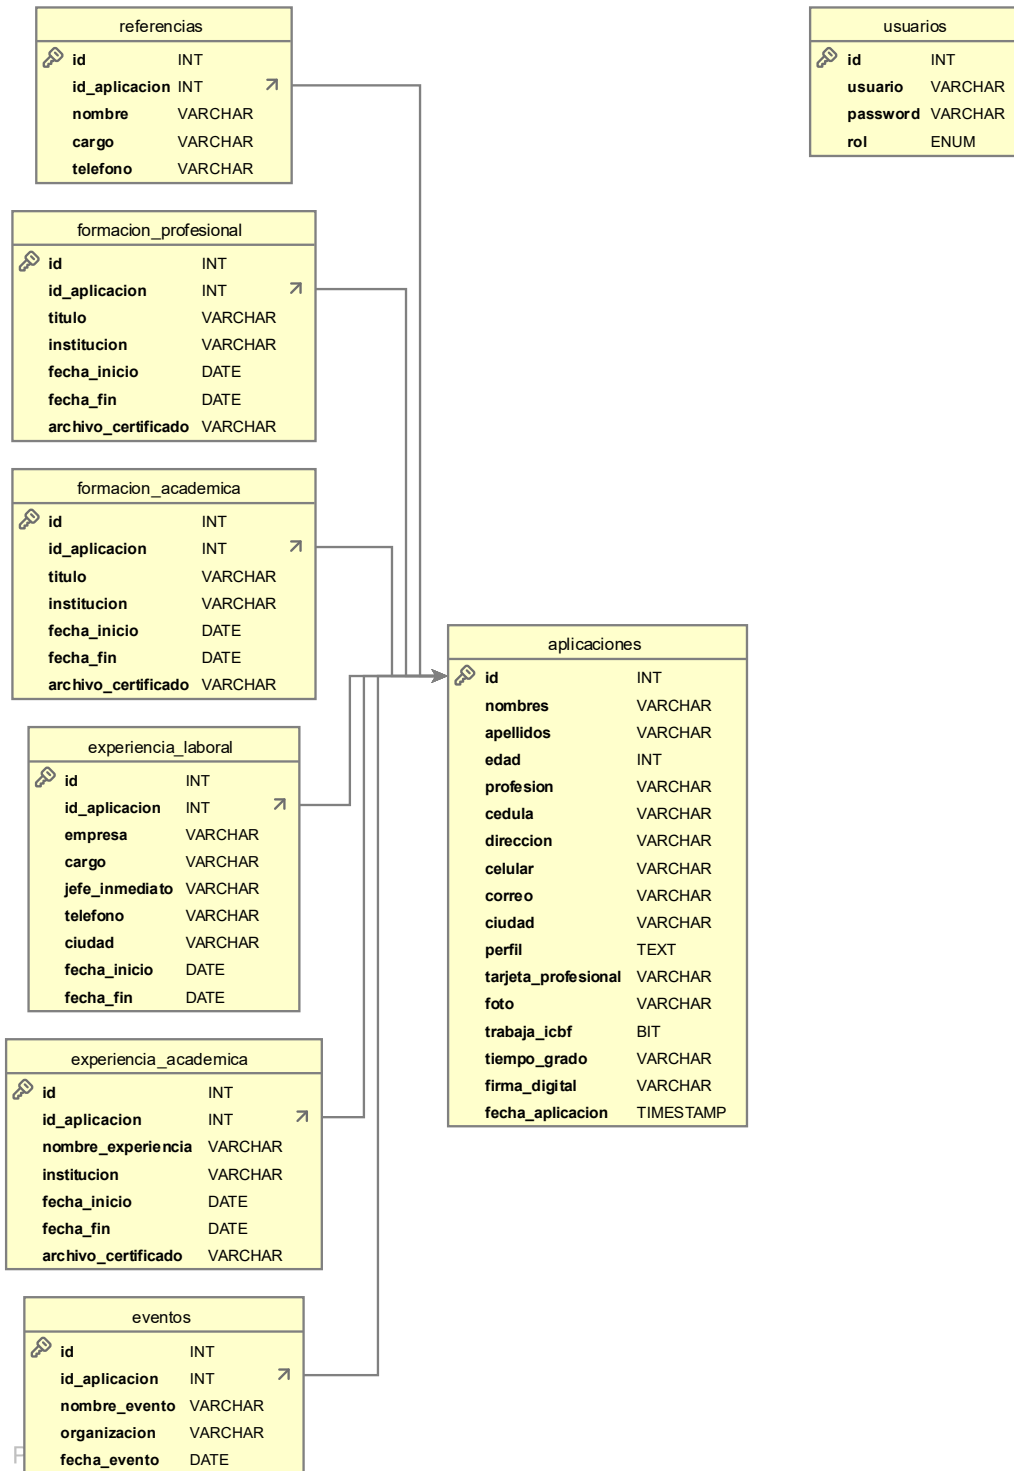 referencias
id INT
id_aplicacion INT
nombre VARCHAR
cargo VARCHAR
telefono VARCHAR
usuarios
id INT
usuario VARCHAR
password VARCHAR
rol ENUM
formacion_profesional
id INT
id_aplicacion INT
titulo VARCHAR
institucion VARCHAR
fecha_inicio DATE
fecha_fin DATE
archivo_certificado VARCHAR
formacion_academica
id INT
id_aplicacion INT
titulo VARCHAR
institucion VARCHAR
fecha_inicio DATE
fecha_fin DATE
archivo_certificado VARCHAR
experiencia_laboral
id INT
id_aplicacion INT
empresa VARCHAR
cargo VARCHAR
jefe_inmediato VARCHAR
telefono VARCHAR
ciudad VARCHAR
fecha_inicio DATE
fecha_fin DATE
aplicaciones
id INT
nombres VARCHAR
apellidos VARCHAR
edad INT
profesion VARCHAR
cedula VARCHAR
direccion VARCHAR
celular VARCHAR
correo VARCHAR
ciudad VARCHAR
perfil TEXT
tarjeta_profesional VARCHAR
foto VARCHAR
trabaja_icbf BIT
tiempo_grado VARCHAR
firma_digital VARCHAR
fecha_aplicacion TIMESTAMP
experiencia_academica
id INT
id_aplicacion INT
nombre_experiencia VARCHAR
institucion VARCHAR
fecha_inicio DATE
fecha_fin DATE
archivo_certificado VARCHAR
eventos
id INT
id_aplicacion INT
nombre_evento VARCHAR
organizacion VARCHAR
fecha_evento DATE